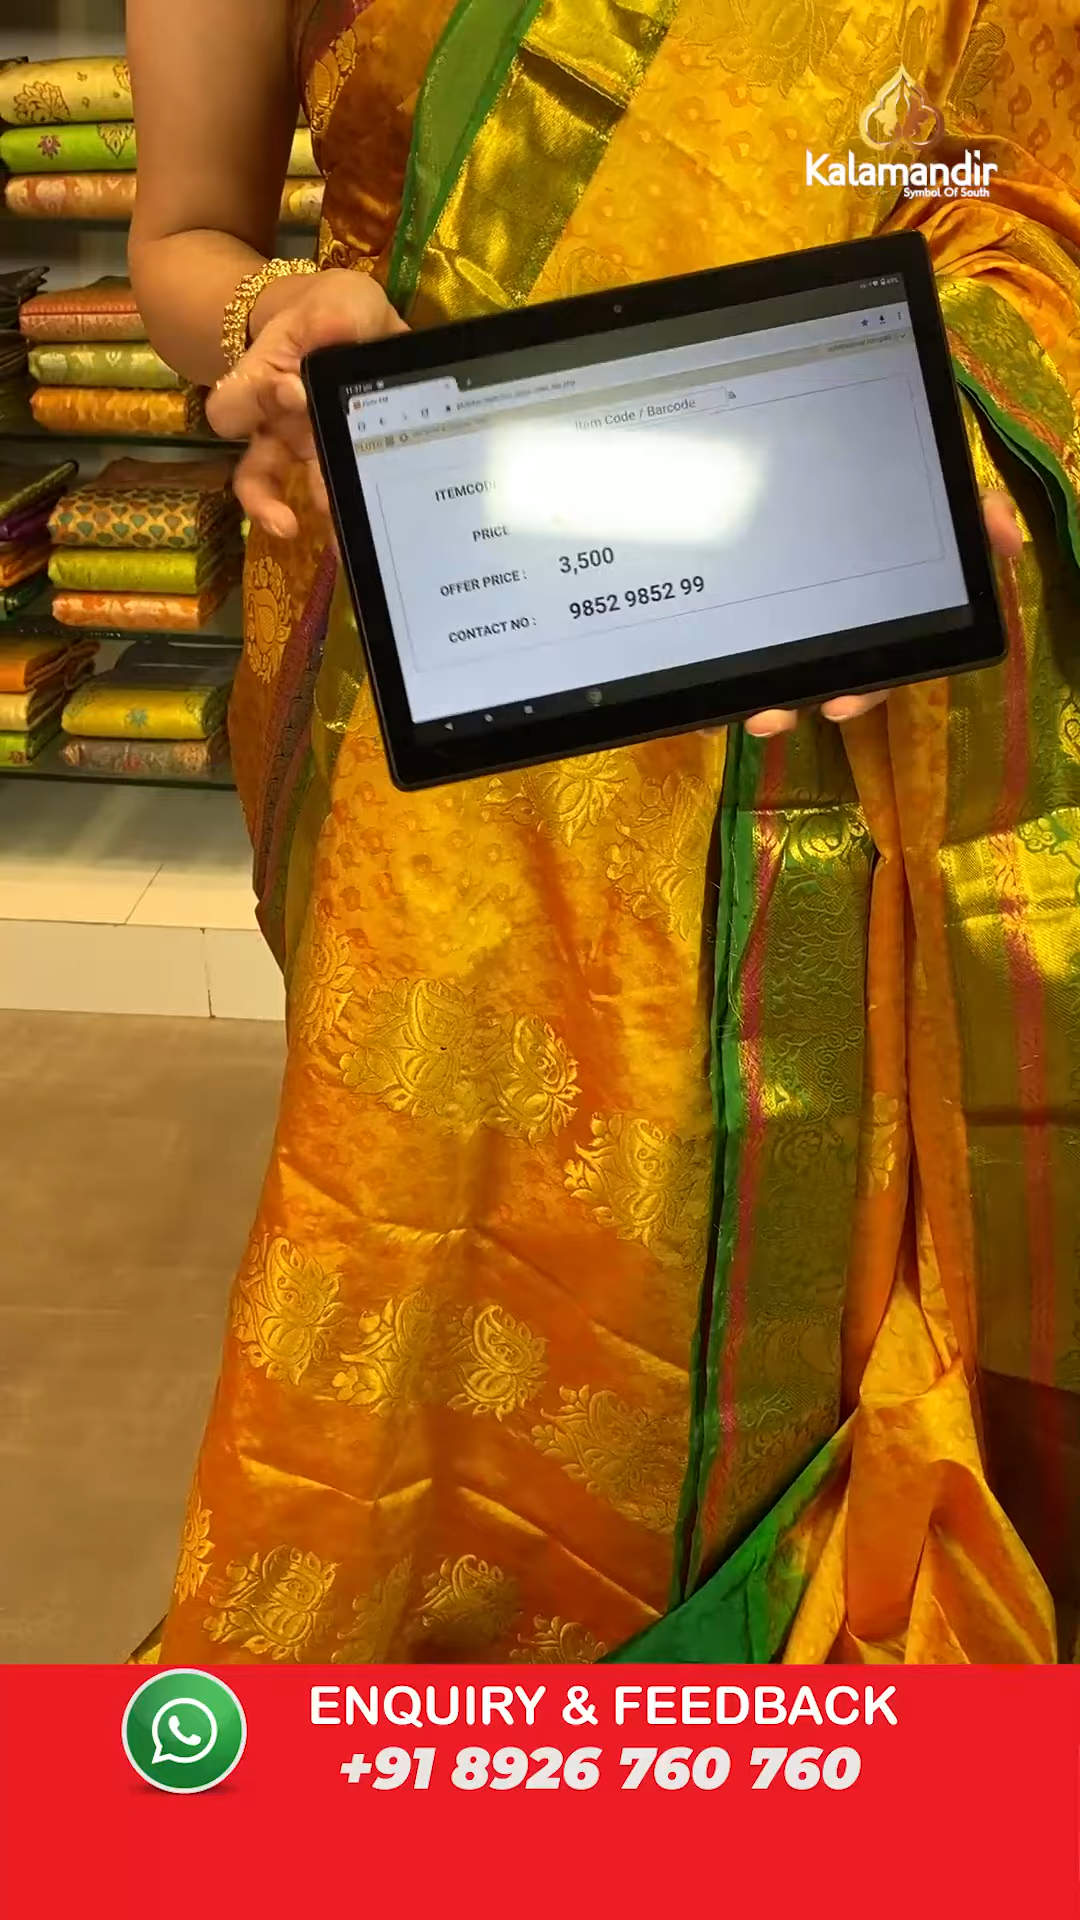 Kalamandir
Symbol Of South
Item Code / Barcode
PRICE
OFFER PRICE : 3,500
CONTACT NO : 9852 9852 99
ENQUIRY & FEEDBACK
+91 8926 760 760